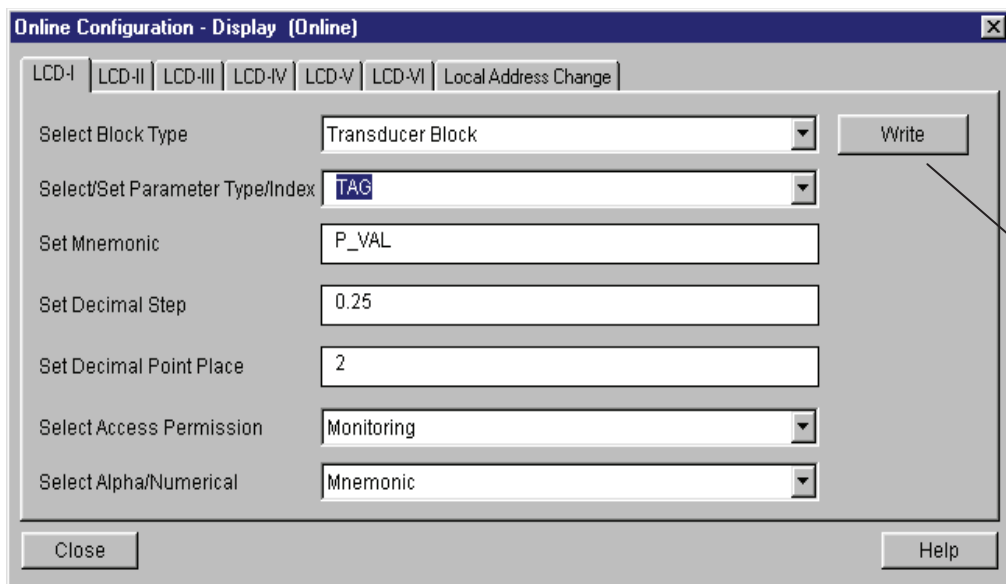 Online Configuration - Display (Online)
LCD-I LCD-II LCD-III LCD-IV LCD-V LCD-VI Local Address Change
Select Block Type Transducer Block Write
Select/Set Parameter Type/Index TAG
Set Mnemonic P_VAL
Set Decimal Step 0.25
Set Decimal Point Place 2
Select Access Permission Monitoring
Select Alpha/Numerical Mnemonic
Close Help